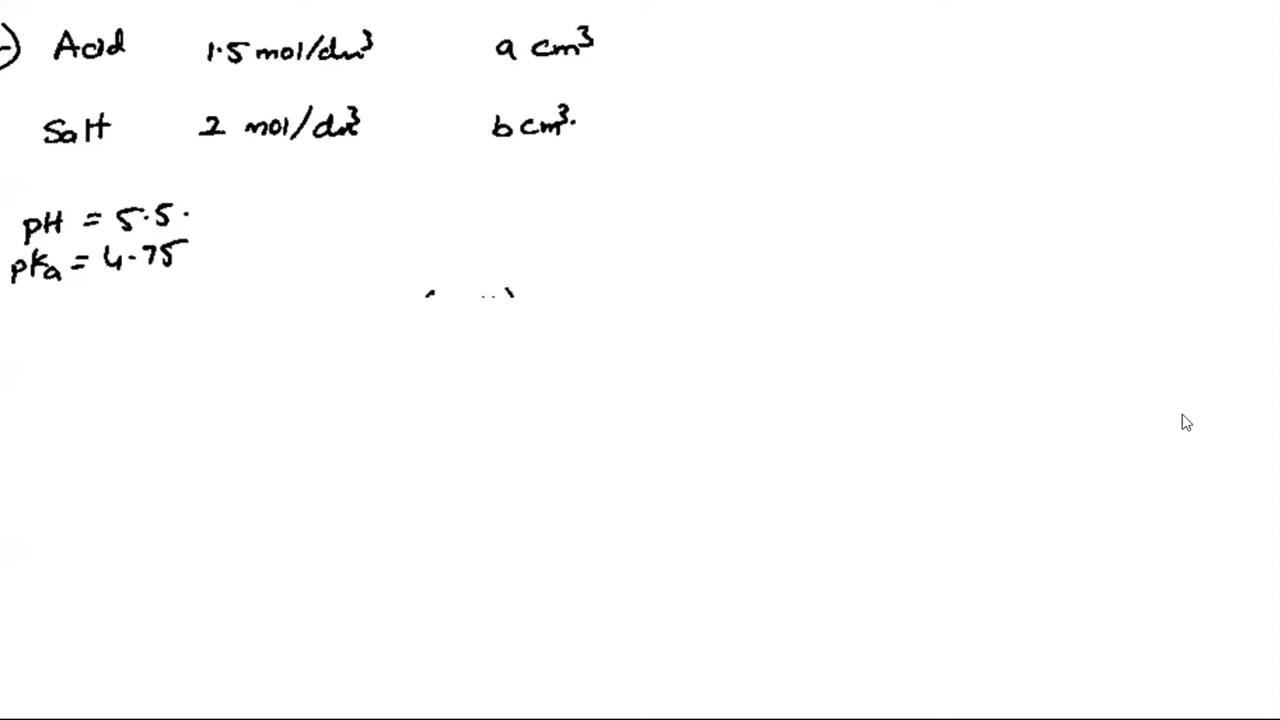 -) Acid 1.5 mol/dm³ a cm³
Salt 2 mol/dm³ b cm³.
pH = 5.5.
pKa = 4.75